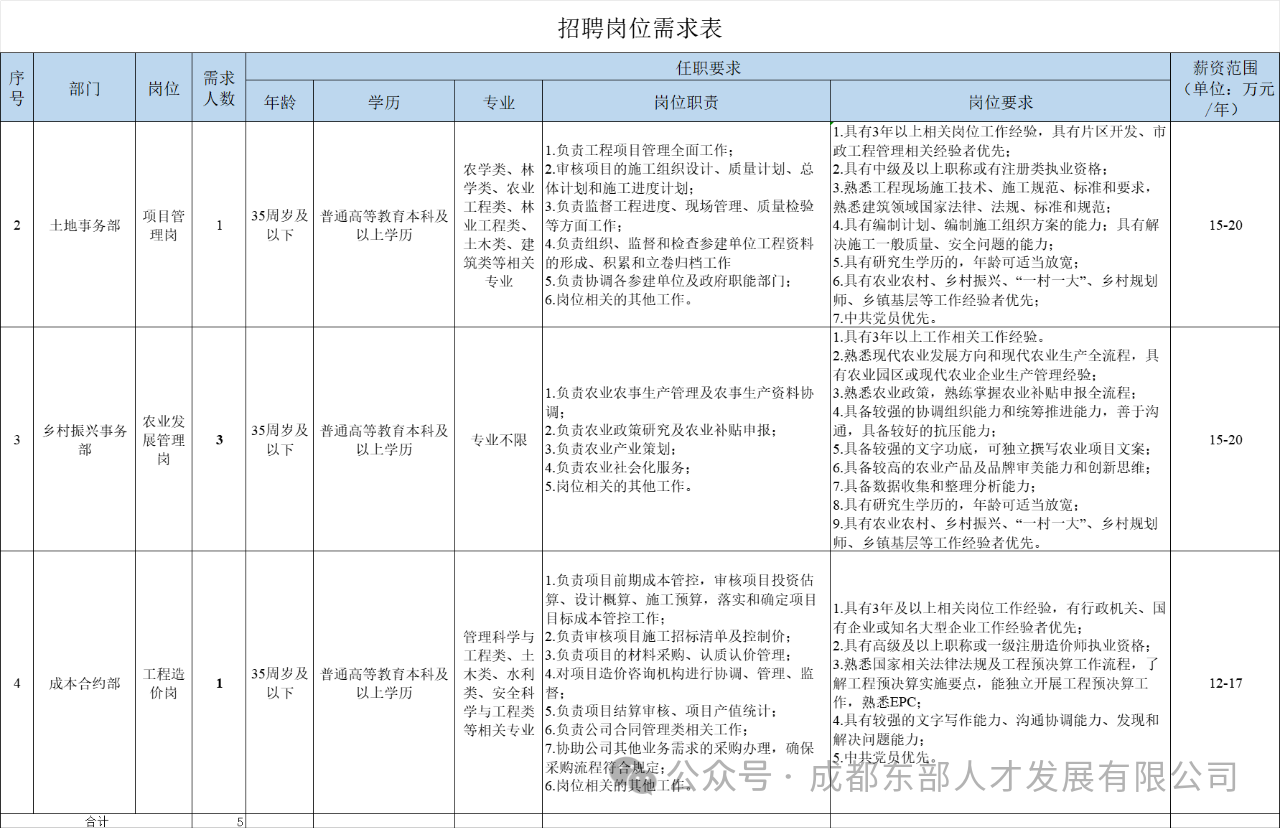 招聘岗位需求表
序号
部门
岗位
需求人数
任职要求
薪资范围
（单位：万元
/年）
年龄
学历
专业
岗位职责
岗位要求
2
土地事务部
项目管
理岗
1
35周岁及
以下
普通高等教育本科及
以上学历
农学类、林
学类、农业
工程类、林
业工程类、
土木类、建
筑类等相关
专业
1.负责工程项目管理全面工作；
2.审核项目的施工组织设计、质量计划、总
体计划和施工进度计划；
3.负责监督工程进度、现场管理、质量检验
等方面工作；
4.负责组织、监督和检查参建单位工程资料
的形成、积累和立卷归档工作
5.负责协调各参建单位及政府职能部门；
6.岗位相关的其他工作。
1.具有3年以上相关岗位工作经验，具有片区开发、市
政工程管理相关经验者优先；
2.具有中级及以上职称或有注册类执业资格；
3.熟悉工程现场施工技术、施工规范、标准和要求，
熟悉建筑领域国家法律、法规、标准和规范；
4.具有编制计划、编制施工组织方案的能力；具有解
决施工一般质量、安全问题的能力；
5.具有研究生学历的，年龄可适当放宽；
6.具有农业农村、乡村振兴、“一村一大”、乡村规划
师、乡镇基层等工作经验者优先；
7.中共党员优先。
15-20
3
乡村振兴事务
部
农业发
展管理
岗
3
35周岁及
以下
普通高等教育本科及
以上学历
专业不限
1.负责农业农事生产管理及农事生产资料协
调；
2.负责农业政策研究及农业补贴申报；
3.负责农业产业策划；
4.负责农业社会化服务；
5.岗位相关的其他工作。
1.具有3年以上工作相关工作经验。
2.熟悉现代农业发展方向和现代农业生产全流程，具
有农业园区或现代农业企业生产管理经验；
3.熟悉农业政策，熟练掌握农业补贴申报全流程；
4.具备较强的协调组织能力和统筹推进能力，善于沟
通，具备较好的抗压能力；
5.具备较强的文字功底，可独立撰写农业项目文案；
6.具备较高的农业产品及品牌审美能力和创新思维；
7.具备数据收集和整理分析能力；
8.具有研究生学历的，年龄可适当放宽；
9.具有农业农村、乡村振兴、“一村一大”、乡村规划
师、乡镇基层等工作经验者优先。
15-20
4
成本合约部
工程造
价岗
1
35周岁及
以下
普通高等教育本科及
以上学历
管理科学与
工程类、土
木类、水利
类、安全科
学与工程类
等相关专业
1.负责项目前期成本管控，审核项目投资估
算、设计概算、施工预算，落实和确定项目
目标成本管控工作；
2.负责审核项目施工招标清单及控制价；
3.负责项目的材料采购、认质认价管理；
4.对项目造价咨询机构进行协调、管理、监
督；
5.负责项目结算审核、项目产值统计；
6.负责公司合同管理类相关工作；
7.协助公司其他业务需求的采购办理，确保
采购流程符合规定；
6.岗位相关的其他工作。
1.具有3年及以上相关岗位工作经验，有行政机关、国
有企业或知名大型企业工作经验者优先；
2.具有高级及以上职称或一级注册造价师执业资格；
3.熟悉国家相关法律法规及工程预决算工作流程，了
解工程预决算实施要点，能独立开展工程预决算工
作，熟悉EPC；
4.具有较强的文字写作能力、沟通协调能力、发现和
解决问题能力；
5.中共党员优先。
12-17
公众号 · 成都东部人才发展有限公司
合计
5